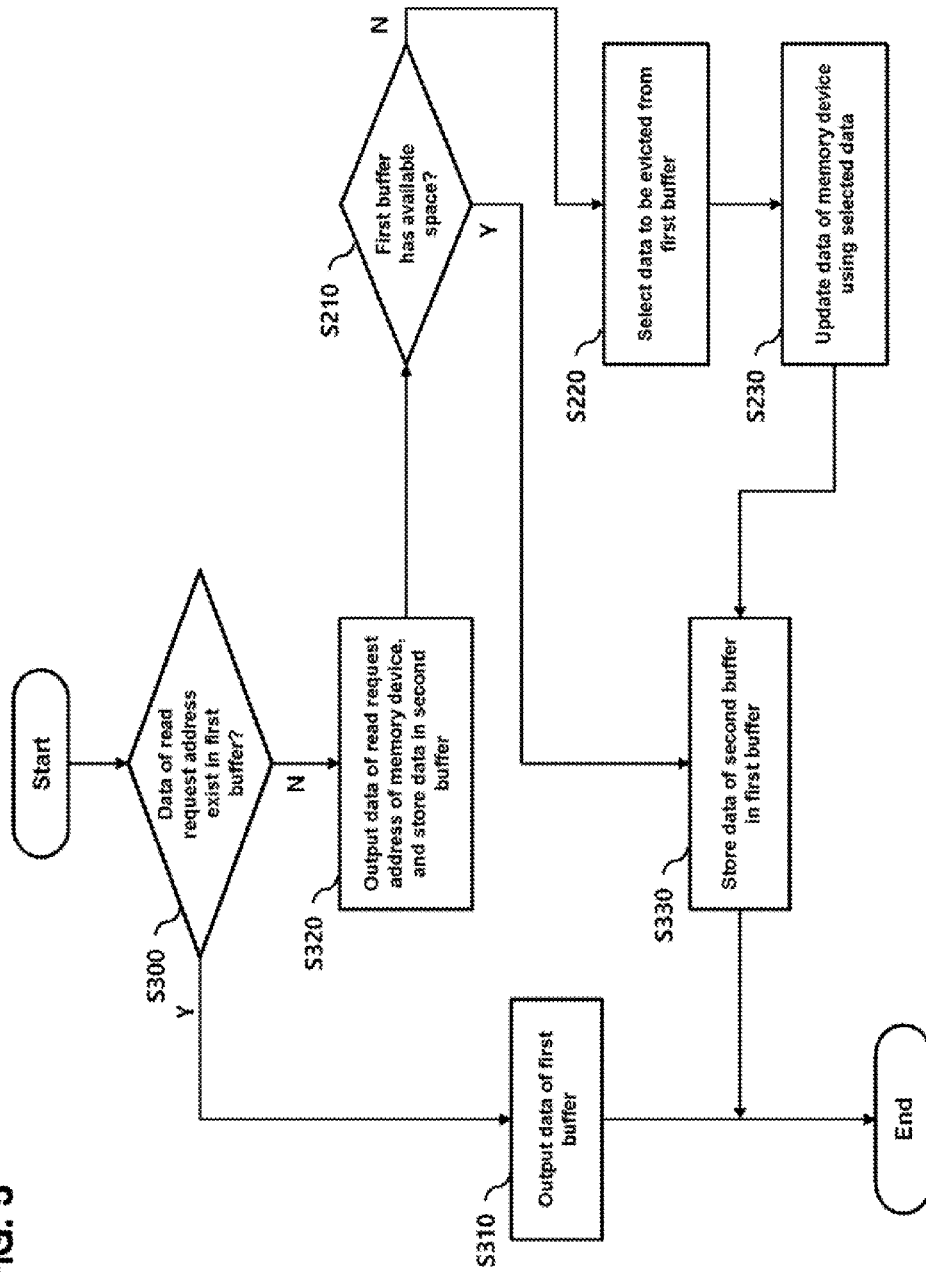 FIG. 5
Start
S300
Data of read
request address
exist in first
buffer?
Y
N
S310
Output data of first
buffer
S320
Output data of read request
address of memory device,
and store data in second
buffer
S210
First buffer
has available
space?
N
Y
S220
Select data to be evicted from
first buffer
S230
Update data of memory device
using selected data
S330
Store data of second buffer
in first buffer
End